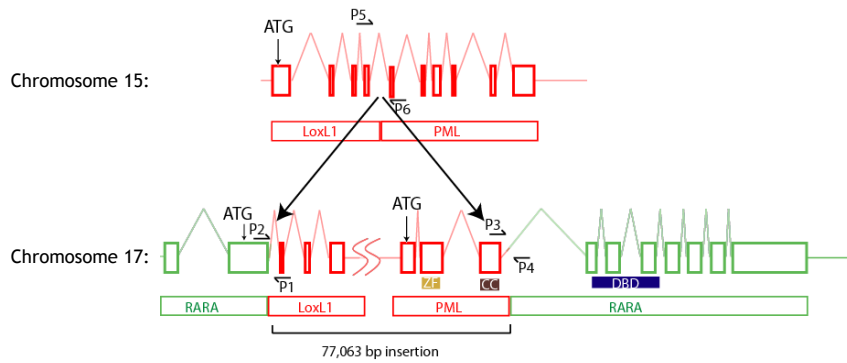 P5
ATG
Chromosome 15:
P6
LoxL1 PML
ATG ATG
P2 P3
Chromosome 17:
P1 P4
ZF CC DBD
RARA LoxL1 PML RARA
77,063 bp insertion